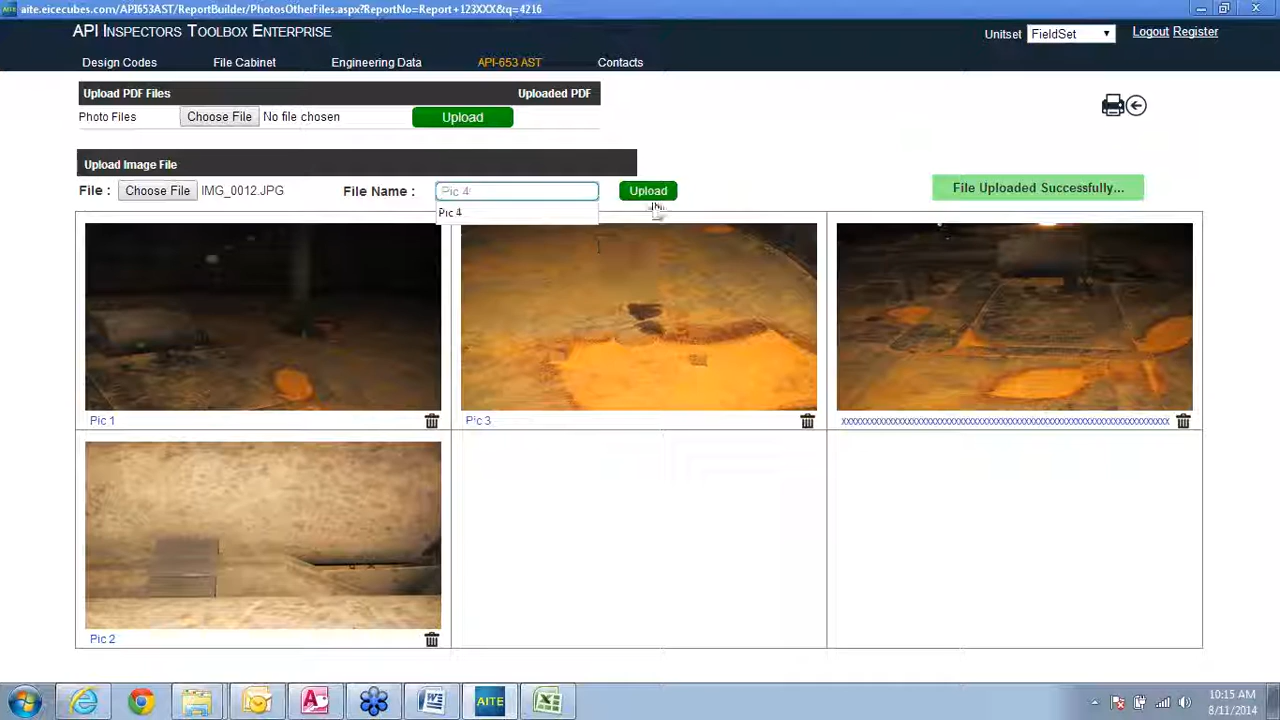 aite.eicecubes.com/API653AST/ReportBuilder/PhotosOtherFiles.aspx?ReportNo=Report+123XXX&q=4216
API INSPECTORS TOOLBOX ENTERPRISE
Unitset FieldSet Logout Register
Design Codes File Cabinet Engineering Data API-653 AST Contacts
Upload PDF Files Uploaded PDF
Photo Files Choose File No file chosen Upload
Upload Image File
File : Choose File IMG_0012.JPG File Name : Pic 4 Upload File Uploaded Successfully...
Pic 4
Pic 1 Pic 3
Pic 2
AITE
10:15 AM
8/11/2014